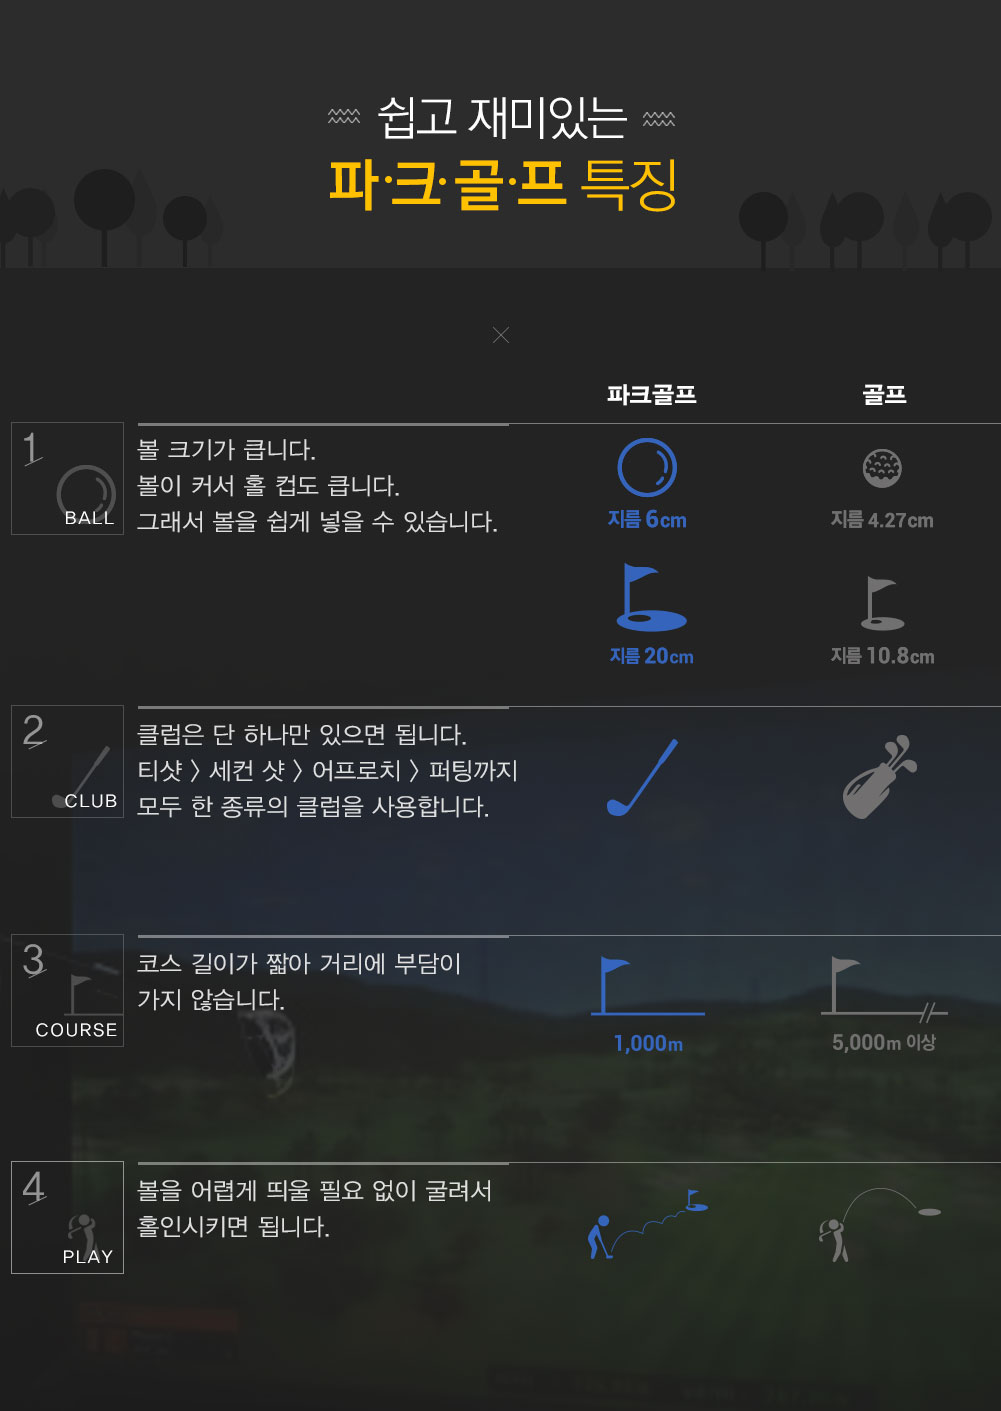 쉽고 재미있는
파·크·골·프 특징
파크골프 골프
1
BALL
볼 크기가 큽니다.
볼이 커서 홀 컵도 큽니다.
그래서 볼을 쉽게 넣을 수 있습니다.
지름 6cm 지름 4.27cm
지름 20cm 지름 10.8cm
2
CLUB
클럽은 단 하나만 있으면 됩니다.
티샷 > 세컨 샷 > 어프로치 > 퍼팅까지
모두 한 종류의 클럽을 사용합니다.
3
COURSE
코스 길이가 짧아 거리에 부담이
가지 않습니다.
1,000m 5,000m 이상
4
PLAY
볼을 어렵게 띄울 필요 없이 굴려서
홀인시키면 됩니다.